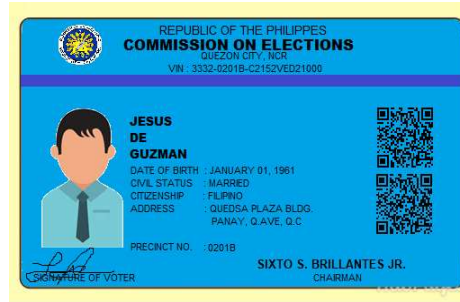 REPUBLIC OF THE PHILIPPES
COMMISSION ON ELECTIONS
QUEZON CITY, NCR
VIN : 3332-0201B-C2152VED21000
JESUS
DE
GUZMAN
DATE OF BIRTH : JANUARY 01, 1961
CIVIL STATUS : MARRIED
CITIZENSHIP : FILIPINO
ADDRESS : QUEDSA PLAZA BLDG.
PANAY, Q.AVE, Q.C
PRECINCT NO. : 0201B
SIXTO S. BRILLANTES JR.
SIGNATURE OF VOTER
CHAIRMAN